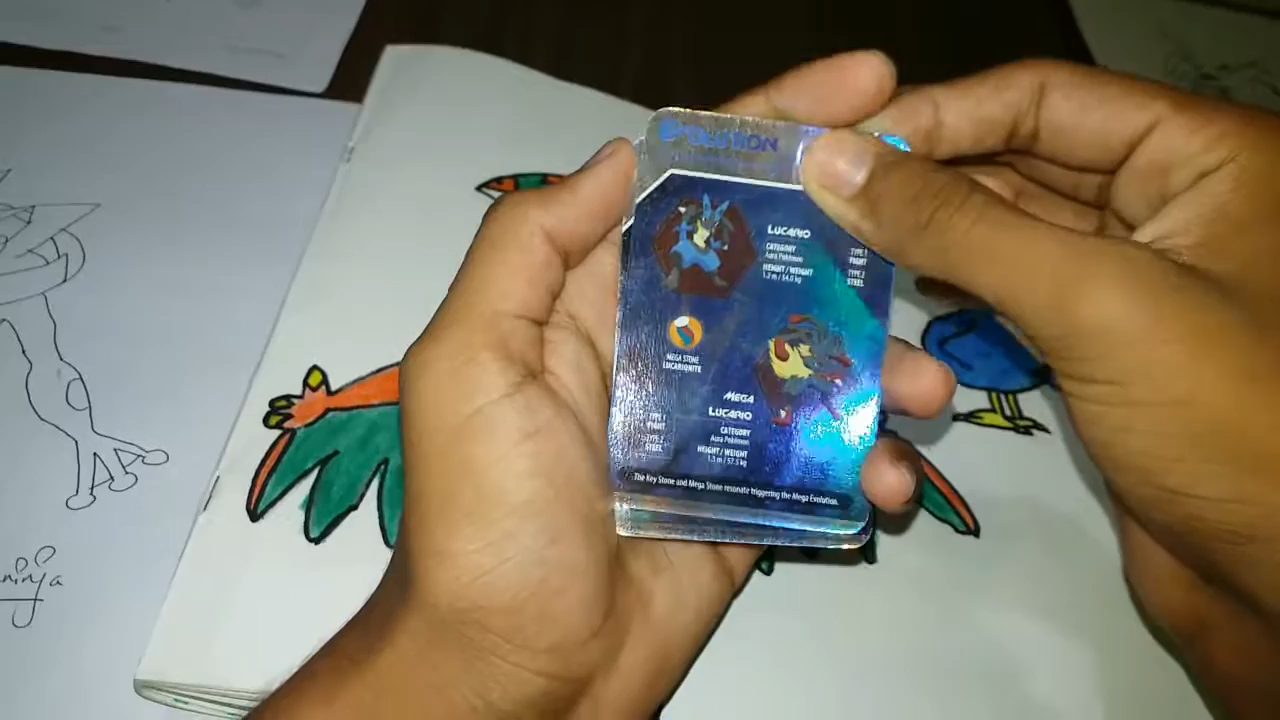 EVOLUTION
LUCARIO
CATEGORY
Aura Pokémon
HEIGHT / WEIGHT
1.2 m / 54.0 kg
TYPE 1
FIGHT
TYPE 2
STEEL
MEGA STONE
LUCARIONITE
MEGA
LUCARIO
TYPE 1
FIGHT
TYPE 2
STEEL
CATEGORY
Aura Pokémon
HEIGHT / WEIGHT
1.3 m / 57.5 kg
The Key Stone and Mega Stone resonate triggering the Mega Evolution.
ninja